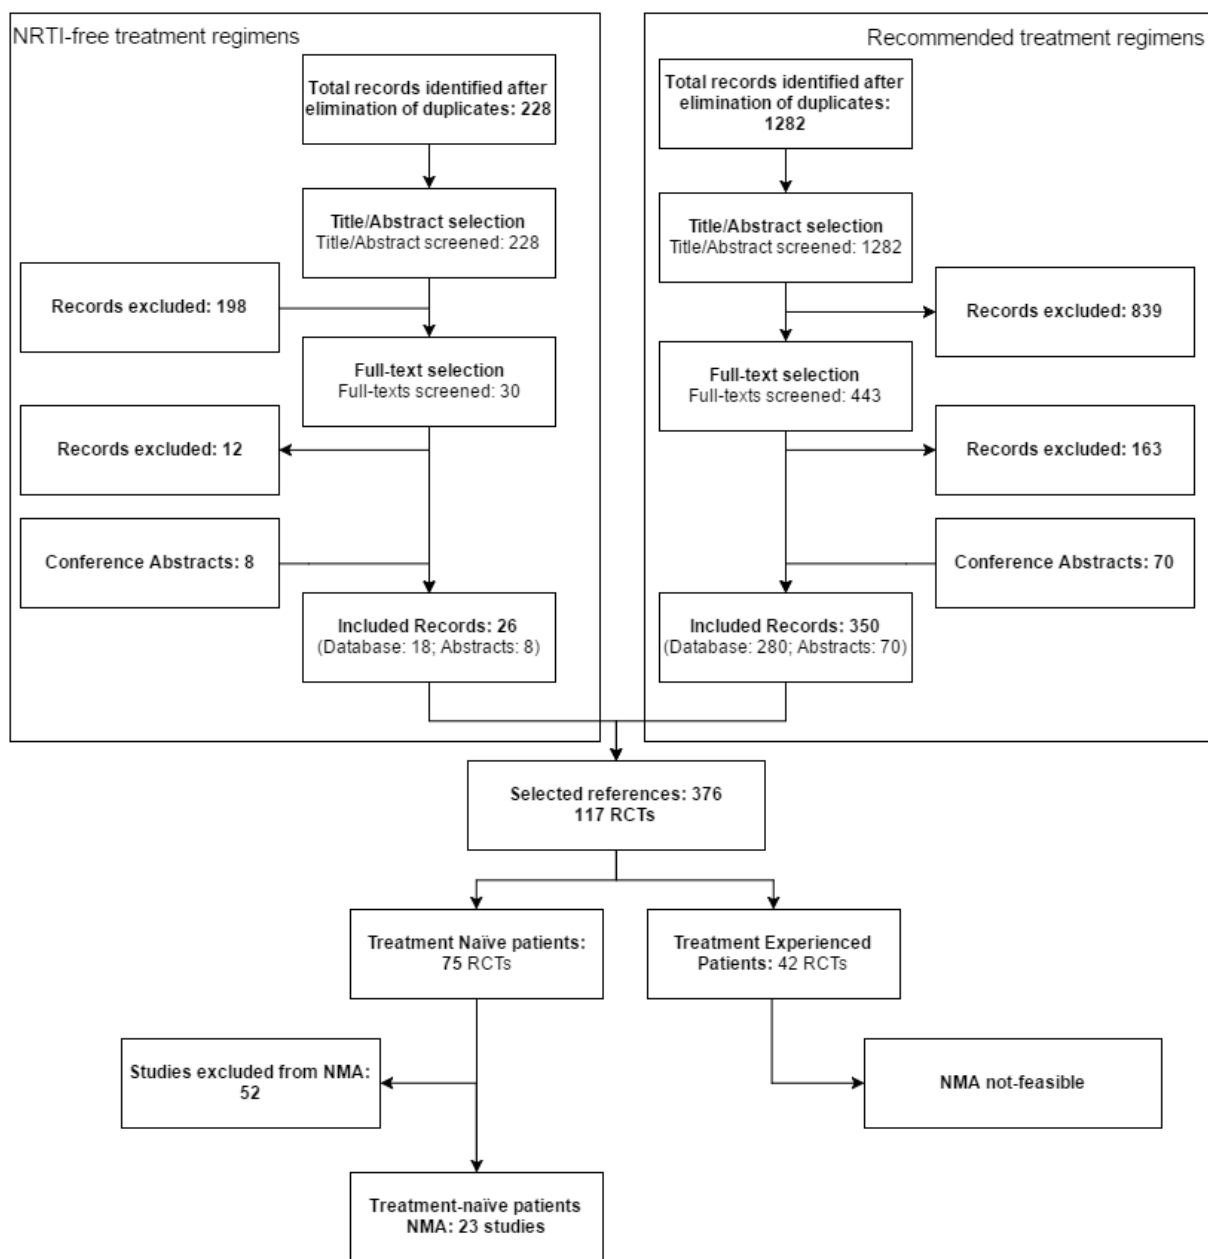 NRTI-free treatment regimens
Total records identified after
elimination of duplicates: 228
Title/Abstract selection
Title/Abstract screened: 228
Records excluded: 198
Full-text selection
Full-texts screened: 30
Records excluded: 12
Conference Abstracts: 8
Included Records: 26
(Database: 18; Abstracts: 8)
Recommended treatment regimens
Total records identified after
elimination of duplicates:
1282
Title/Abstract selection
Title/Abstract screened: 1282
Records excluded: 839
Full-text selection
Full-texts screened: 443
Records excluded: 163
Conference Abstracts: 70
Included Records: 350
(Database: 280; Abstracts: 70)
Selected references: 376
117 RCTs
Treatment Naïve patients:
75 RCTs
Treatment Experienced
Patients: 42 RCTs
Studies excluded from NMA:
52
NMA not-feasible
Treatment-naïve patients
NMA: 23 studies